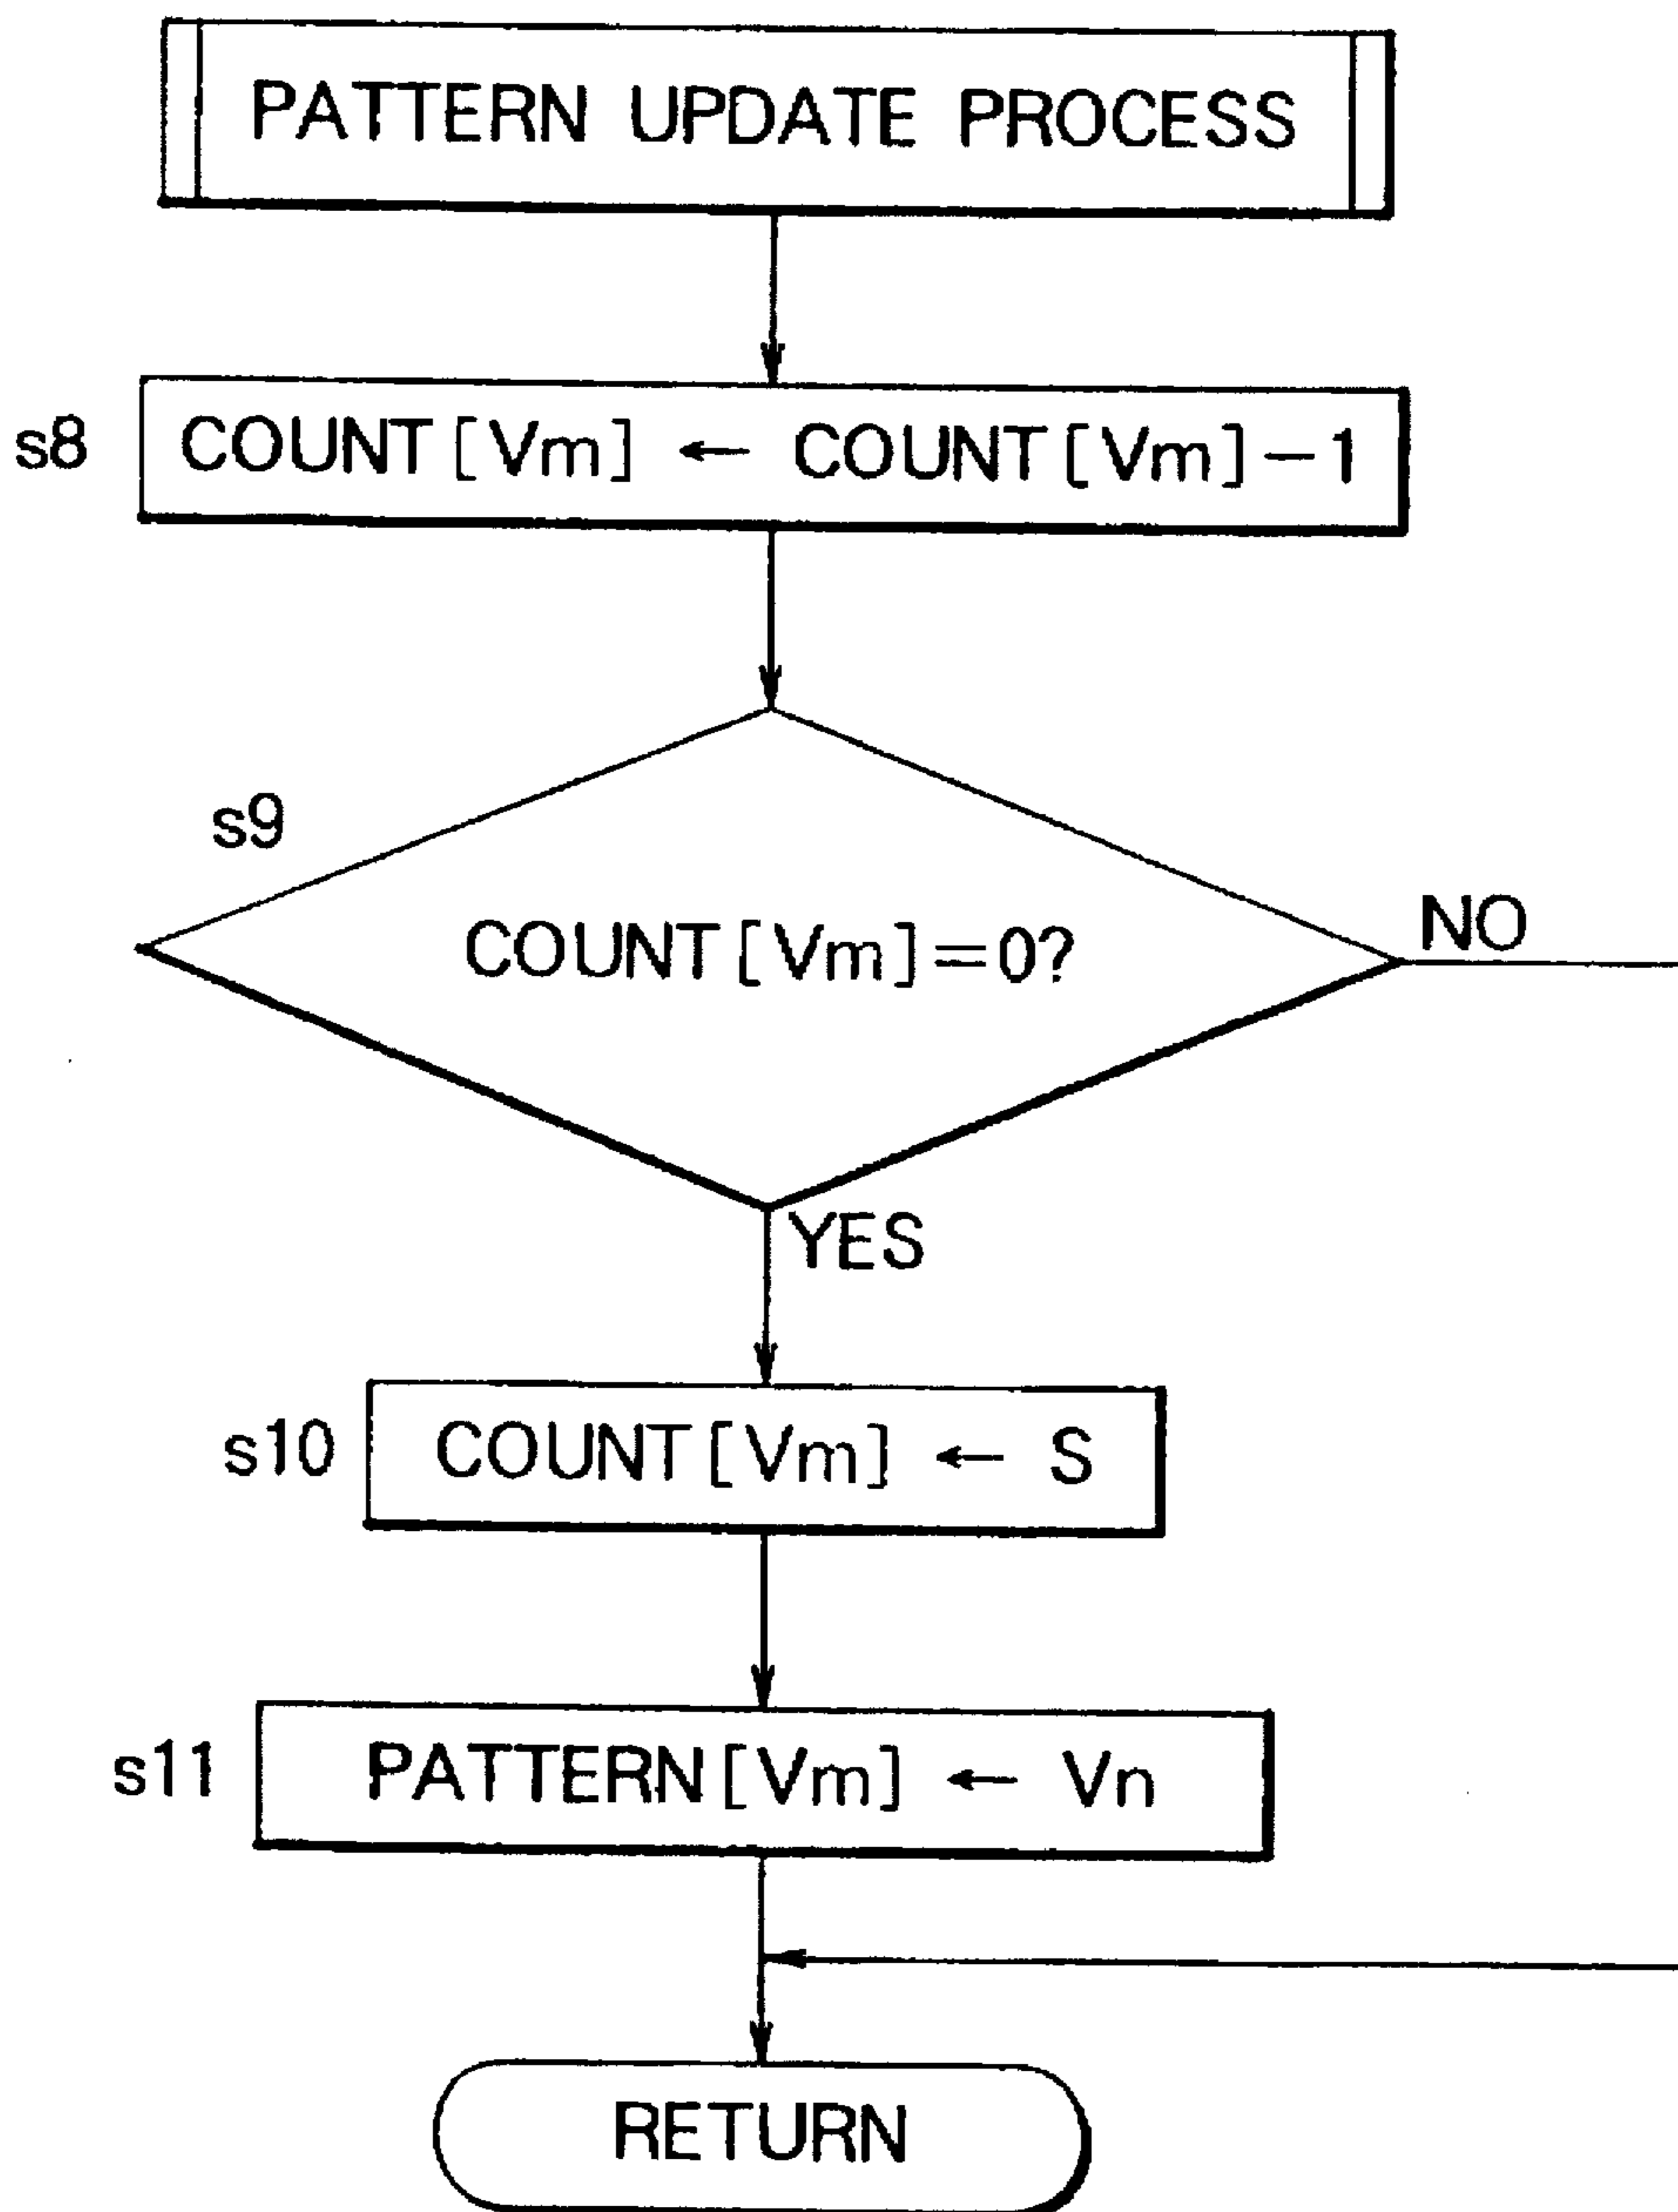 PATTERN UPDATE PROCESS
s8
COUNT[Vm] ← COUNT[Vm]−1
s9
COUNT[Vm]=0?
NO
YES
s10
COUNT[Vm] ← S
s11
PATTERN[Vm] ← Vn
RETURN